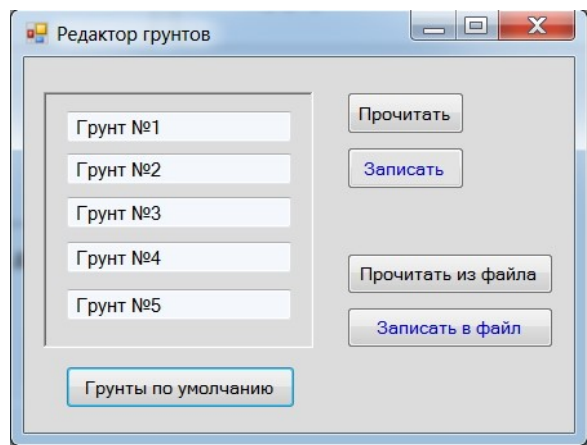 Редактор грунтов
Грунт №1
Грунт №2
Грунт №3
Грунт №4
Грунт №5
Грунты по умолчанию
Прочитать
Записать
Прочитать из файла
Записать в файл